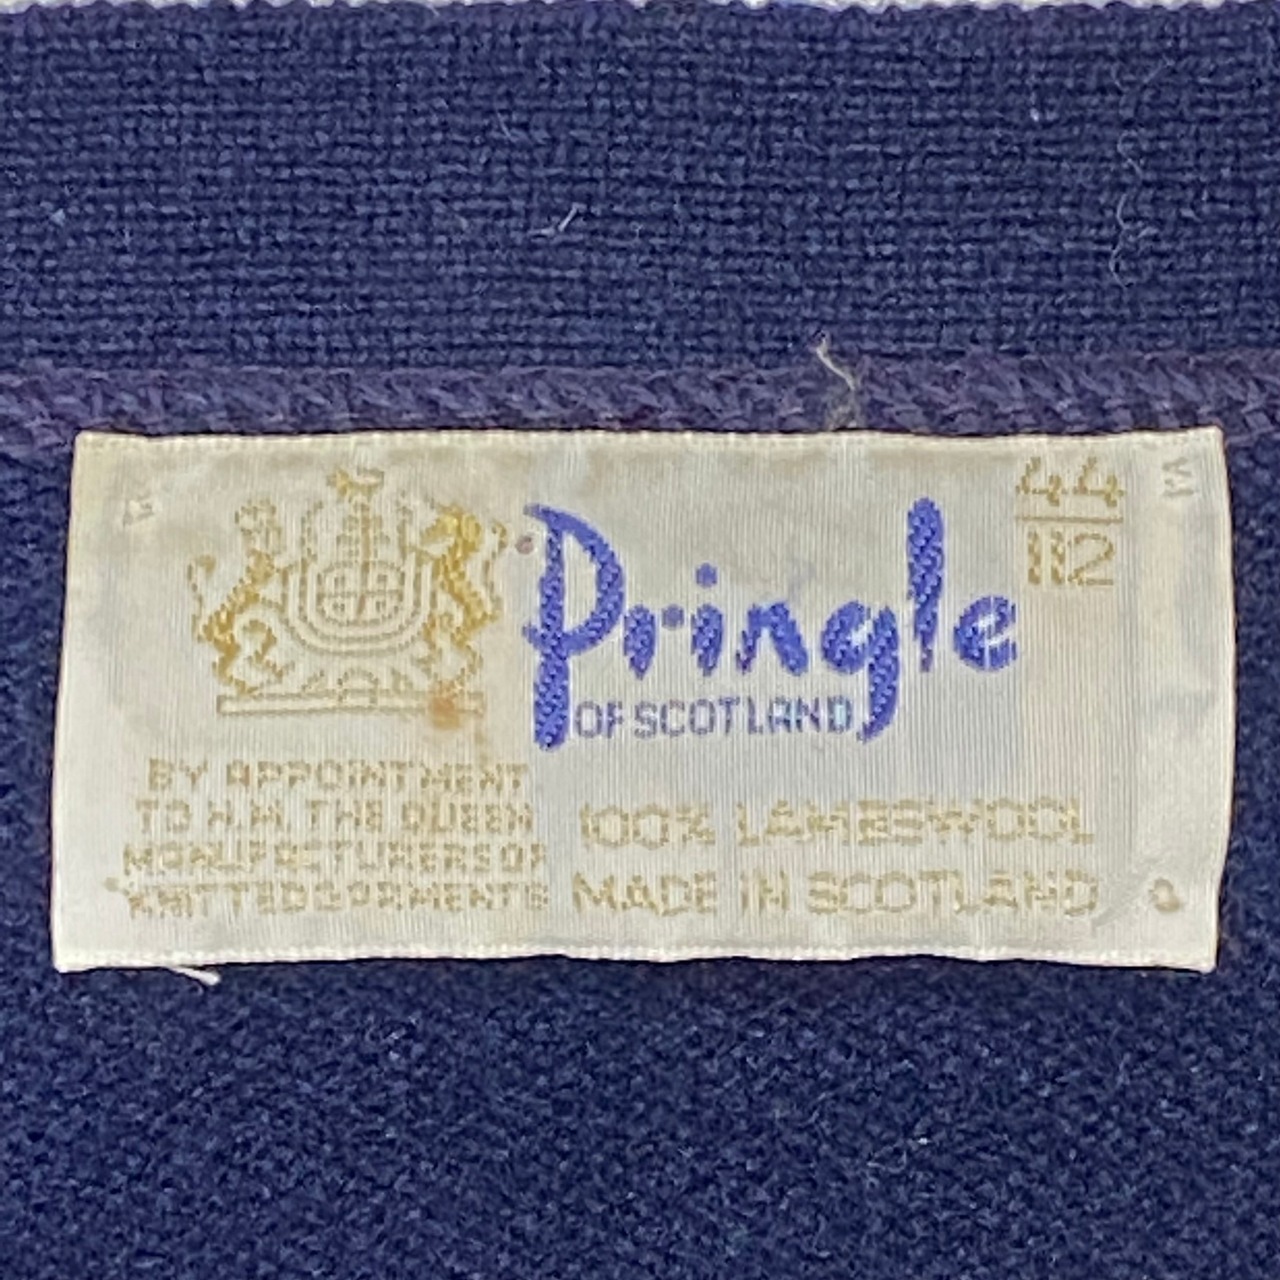 44
112
Pringle
OF SCOTLAND
BY APPOINTMENT
TO H.M. THE QUEEN
MANUFACTURERS OF
KNITTED GARMENTS
100% LAMBSWOOL
MADE IN SCOTLAND